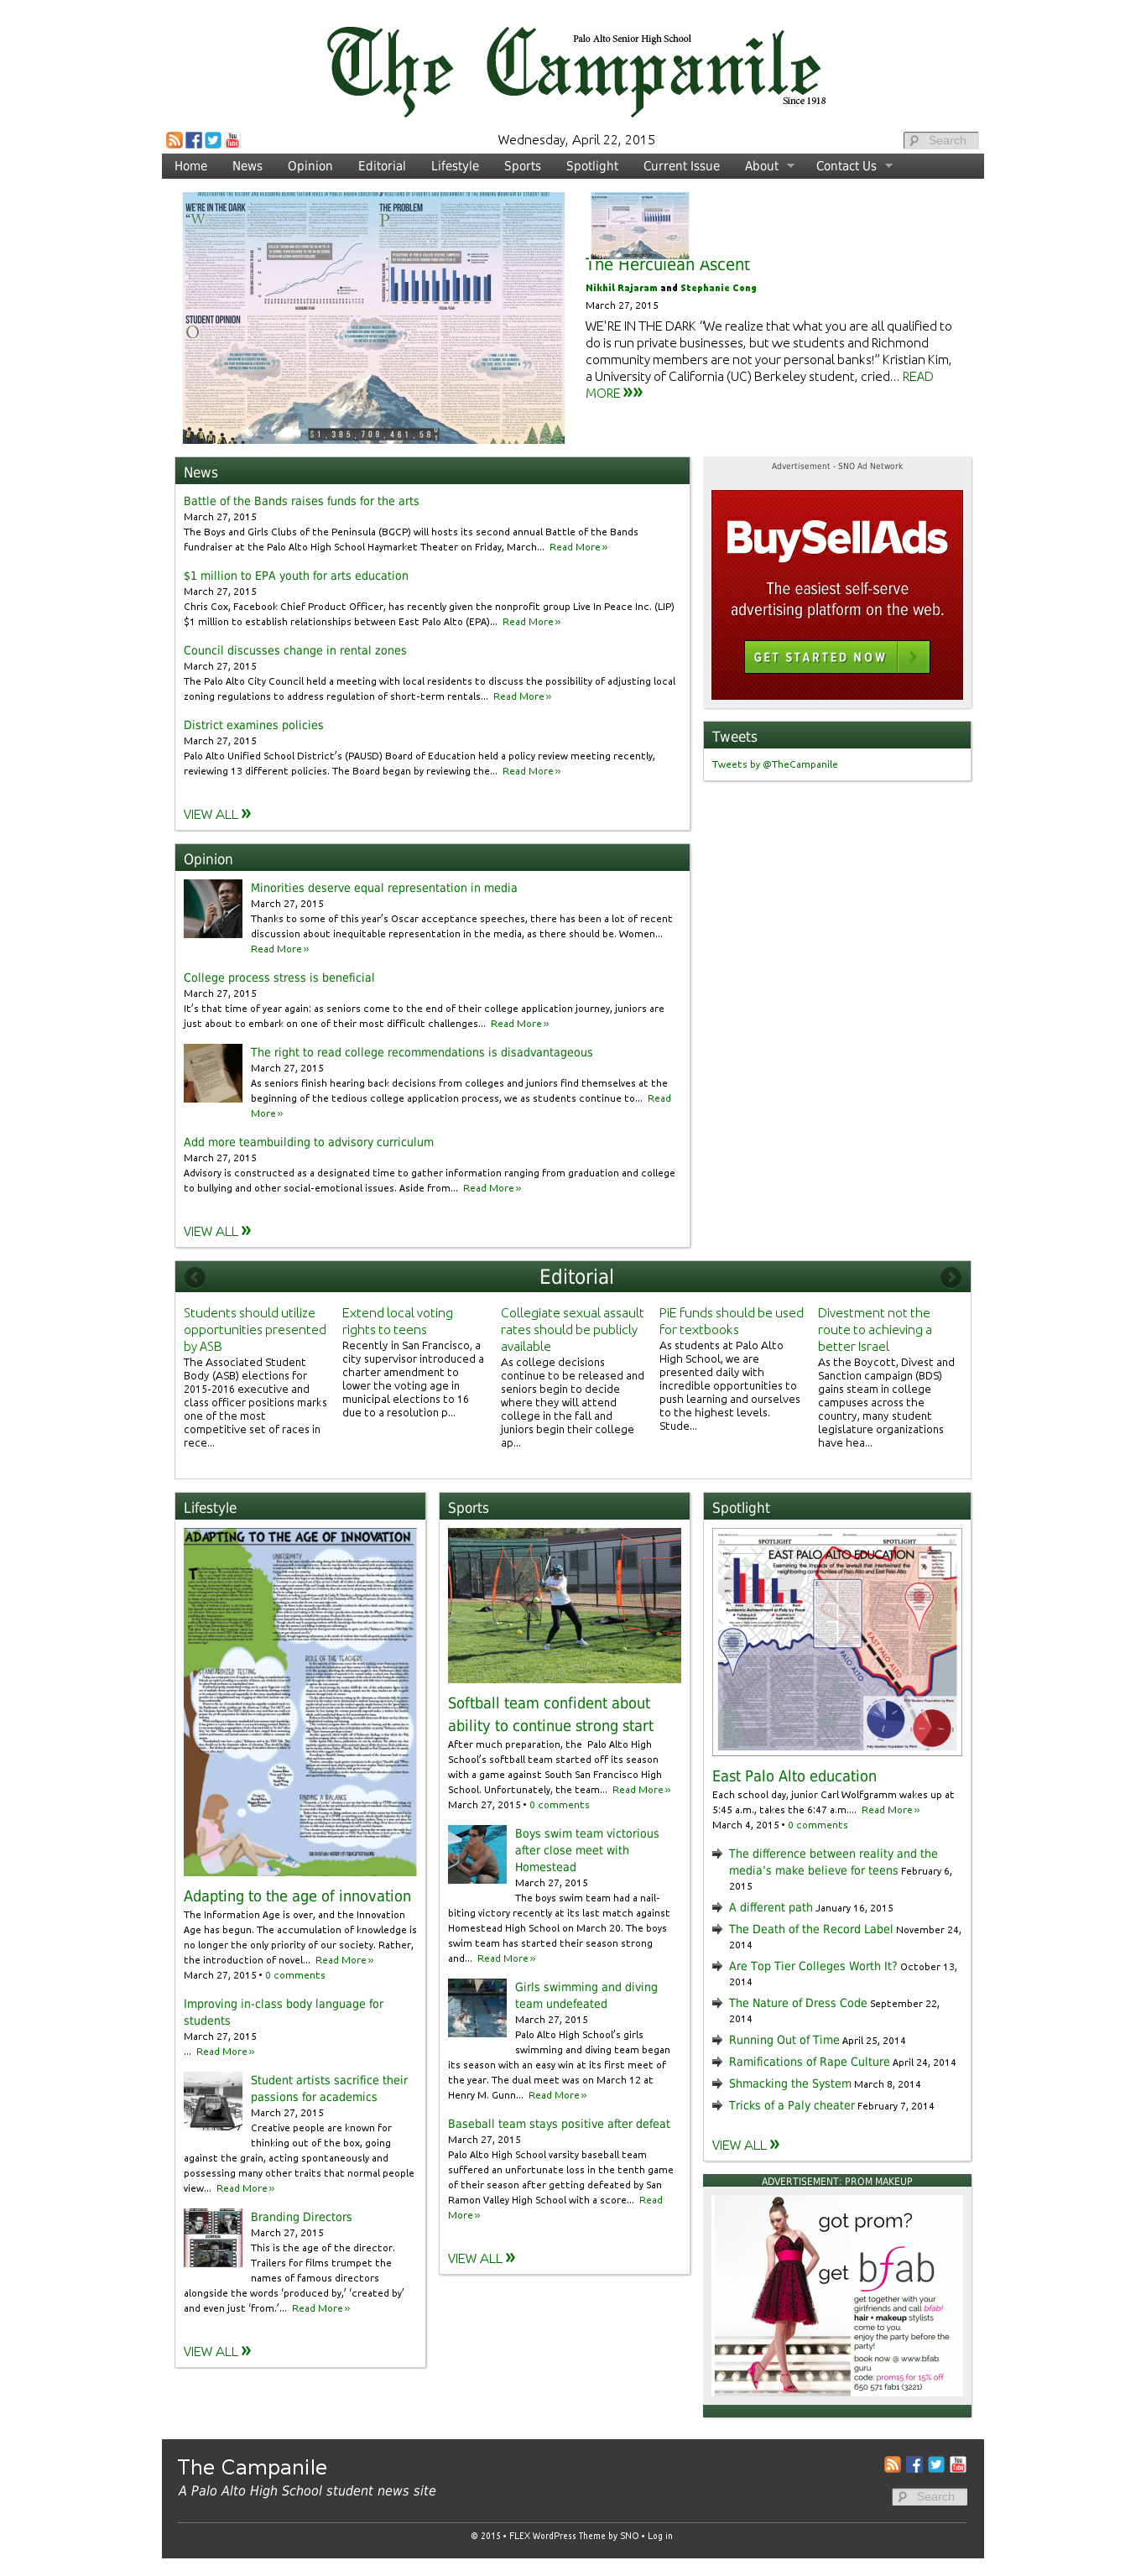 The Campanile
Palo Alto Senior High School
Since 1918
Wednesday, April 22, 2015
Search
Home News Opinion Editorial Lifestyle Sports Spotlight Current Issue About Contact Us
WE'RE IN THE DARK
THE PROBLEM
STUDENT OPINION
The Herculean Ascent
Nikhil Rajaram and Stephanie Cong
March 27, 2015
WE'RE IN THE DARK “We realize that what you are all qualified to
do is run private businesses, but we students and Richmond
community members are not your personal banks!” Kristian Kim,
a University of California (UC) Berkeley student, cried... READ
MORE »
News
Battle of the Bands raises funds for the arts
March 27, 2015
The Boys and Girls Clubs of the Peninsula (BGCP) will hosts its second annual Battle of the Bands
fundraiser at the Palo Alto High School Haymarket Theater on Friday, March... Read More »
$1 million to EPA youth for arts education
March 27, 2015
Chris Cox, Facebook Chief Product Officer, has recently given the nonprofit group Live In Peace Inc. (LIP)
$1 million to establish relationships between East Palo Alto (EPA)... Read More »
Council discusses change in rental zones
March 27, 2015
The Palo Alto City Council held a meeting with local residents to discuss the possibility of adjusting local
zoning regulations to address regulation of short-term rentals... Read More »
District examines policies
March 27, 2015
Palo Alto Unified School District’s (PAUSD) Board of Education held a policy review meeting recently,
reviewing 13 different policies. The Board began by reviewing the... Read More »
VIEW ALL »
Advertisement - SNO Ad Network
BuySellAds
The easiest self-serve
advertising platform on the web.
GET STARTED NOW
Tweets
Tweets by @TheCampanile
Opinion
Minorities deserve equal representation in media
March 27, 2015
Thanks to some of this year’s Oscar acceptance speeches, there has been a lot of recent
discussion about inequitable representation in the media, as there should be. Women...
Read More »
College process stress is beneficial
March 27, 2015
It’s that time of year again: as seniors come to the end of their college application journey, juniors are
just about to embark on one of their most difficult challenges... Read More »
The right to read college recommendations is disadvantageous
March 27, 2015
As seniors finish hearing back decisions from colleges and juniors find themselves at the
beginning of the tedious college application process, we as students continue to... Read
More »
Add more teambuilding to advisory curriculum
March 27, 2015
Advisory is constructed as a designated time to gather information ranging from graduation and college
to bullying and other social-emotional issues. Aside from... Read More »
VIEW ALL »
Editorial
Students should utilize
opportunities presented
by ASB
The Associated Student
Body (ASB) elections for
2015-2016 executive and
class officer positions marks
one of the most
competitive set of races in
rece...
Extend local voting
rights to teens
Recently in San Francisco, a
city supervisor introduced a
charter amendment to
lower the voting age in
municipal elections to 16
due to a resolution p...
Collegiate sexual assault
rates should be publicly
available
As college decisions
continue to be released and
seniors begin to decide
where they will attend
college in the fall and
juniors begin their college
ap...
PiE funds should be used
for textbooks
As students at Palo Alto
High School, we are
presented daily with
incredible opportunities to
push learning and ourselves
to the highest levels.
Stude...
Divestment not the
route to achieving a
better Israel
As the Boycott, Divest and
Sanction campaign (BDS)
gains steam in college
campuses across the
country, many student
legislature organizations
have hea...
Lifestyle
ADAPTING TO THE AGE OF INNOVATION
UNIFORMITY
STANDARDIZED TESTING
ROLE OF THE TEACHERS
FINDING A BALANCE
Adapting to the age of innovation
The Information Age is over, and the Innovation
Age has begun. The accumulation of knowledge is
no longer the only priority of our society. Rather,
the introduction of novel... Read More »
March 27, 2015 • 0 comments
Improving in-class body language for
students
March 27, 2015
... Read More »
Student artists sacrifice their
passions for academics
March 27, 2015
Creative people are known for
thinking out of the box, going
against the grain, acting spontaneously and
possessing many other traits that normal people
view... Read More »
Branding Directors
March 27, 2015
This is the age of the director.
Trailers for films trumpet the
names of famous directors
alongside the words ‘produced by,’ ‘created by’
and even just ‘from.’... Read More »
VIEW ALL »
Sports
Softball team confident about
ability to continue strong start
After much preparation, the Palo Alto High
School’s softball team started off its season
with a game against South San Francisco High
School. Unfortunately, the team... Read More »
March 27, 2015 • 0 comments
Boys swim team victorious
after close meet with
Homestead
March 27, 2015
The boys swim team had a nail-
biting victory recently at its last match against
Homestead High School on March 20. The boys
swim team has started their season strong
and... Read More »
Girls swimming and diving
team undefeated
March 27, 2015
Palo Alto High School’s girls
swimming and diving team began
its season with an easy win at its first meet of
the year. The dual meet was on March 12 at
Henry M. Gunn... Read More »
Baseball team stays positive after defeat
March 27, 2015
Palo Alto High School varsity baseball team
suffered an unfortunate loss in the tenth game
of their season after getting defeated by San
Ramon Valley High School with a score... Read
More »
VIEW ALL »
Spotlight
SPOTLIGHT SPOTLIGHT
EAST PALO ALTO EDUCATION
EAST PALO ALTO
PALO ALTO
East Palo Alto education
Each school day, junior Carl Wolfgramm wakes up at
5:45 a.m., takes the 6:47 a.m.... Read More »
March 4, 2015 • 0 comments
The difference between reality and the
media’s make believe for teens February 6,
2015
A different path January 16, 2015
The Death of the Record Label November 24,
2014
Are Top Tier Colleges Worth It? October 13,
2014
The Nature of Dress Code September 22,
2014
Running Out of Time April 25, 2014
Ramifications of Rape Culture April 24, 2014
Shmacking the System March 8, 2014
Tricks of a Paly cheater February 7, 2014
VIEW ALL »
ADVERTISEMENT: PROM MAKEUP
got prom?
get bfab
get together with your
girlfriends and call bfab!
hair + makeup stylists
come to you.
enjoy the party before the
party!
book now @ www.bfab.
guru
code: prom15 for 15% off
650 571 fab1 (3221)
The Campanile
A Palo Alto High School student news site
Search
© 2015 • FLEX WordPress Theme by SNO • Log in